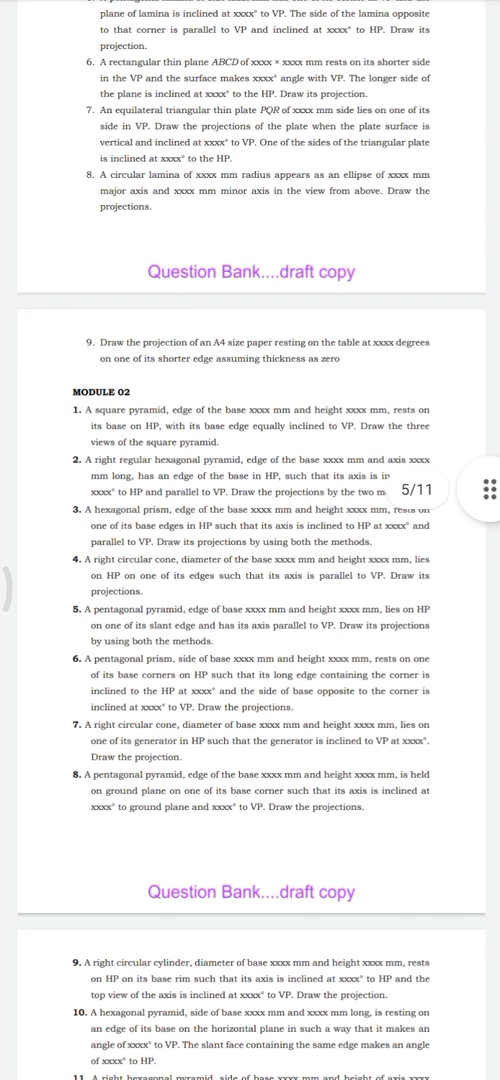 plane of lamina is inclined at xxxx° to VP. The side of the lamina opposite
to that corner is parallel to VP and inclined at xxxx° to HP. Draw its
projection.
6. A rectangular thin plane ABCD of xxxx × xxxx mm rests on its shorter side
in the VP and the surface makes xxxx° angle with VP. The longer side of
the plane is inclined at xxxx° to the HP. Draw its projection.
7. An equilateral triangular thin plate PQR of xxxx mm side lies on one of its
side in VP. Draw the projections of the plate when the plate surface is
vertical and inclined at xxxx° to VP. One of the sides of the triangular plate
is inclined at xxxx° to the HP.
8. A circular lamina of xxxx mm radius appears as an ellipse of xxxx mm
major axis and xxxx mm minor axis in the view from above. Draw the
projections.
Question Bank....draft copy
9. Draw the projection of an A4 size paper resting on the table at xxxx degrees
on one of its shorter edge assuming thickness as zero
MODULE 02
1. A square pyramid, edge of the base xxxx mm and height xxxx mm, rests on
its base on HP, with its base edge equally inclined to VP. Draw the three
views of the square pyramid.
2. A right regular hexagonal pyramid, edge of the base xxxx mm and axis xxxx
mm long, has an edge of the base in HP, such that its axis is in
xxxx° to HP and parallel to VP. Draw the projections by the two m
5/11
3. A hexagonal prism, edge of the base xxxx mm and height xxxx mm, rests on
one of its base edges in HP such that its axis is inclined to HP at xxxx° and
parallel to VP. Draw its projections by using both the methods.
4. A right circular cone, diameter of the base xxxx mm and height xxxx mm, lies
on HP on one of its edges such that its axis is parallel to VP. Draw its
projections.
5. A pentagonal pyramid, edge of base xxxx mm and height xxxx mm, lies on HP
on one of its slant edge and has its axis parallel to VP. Draw its projections
by using both the methods.
6. A pentagonal prism, side of base xxxx mm and height xxxx mm, rests on one
of its base corners on HP such that its long edge containing the corner is
inclined to the HP at xxxx° and the side of base opposite to the corner is
inclined at xxxx° to VP. Draw the projections.
7. A right circular cone, diameter of base xxxx mm and height xxxx mm, lies on
one of its generator in HP such that the generator is inclined to VP at xxxx°.
Draw the projection.
8. A pentagonal pyramid, edge of the base xxxx mm and height xxxx mm, is held
on ground plane on one of its base corner such that its axis is inclined at
xxxx° to ground plane and xxxx° to VP. Draw the projections.
Question Bank....draft copy
9. A right circular cylinder, diameter of base xxxx mm and height xxxx mm, rests
on HP on its base rim such that its axis is inclined at xxxx° to HP and the
top view of the axis is inclined at xxxx° to VP. Draw the projection.
10. A hexagonal pyramid, side of base xxxx mm and xxxx mm long, is resting on
an edge of its base on the horizontal plane in such a way that it makes an
angle of xxxx° to VP. The slant face containing the same edge makes an angle
of xxxx° to HP.
11. A right hexagonal pyramid, side of base xxxx mm and height of axis xxxx